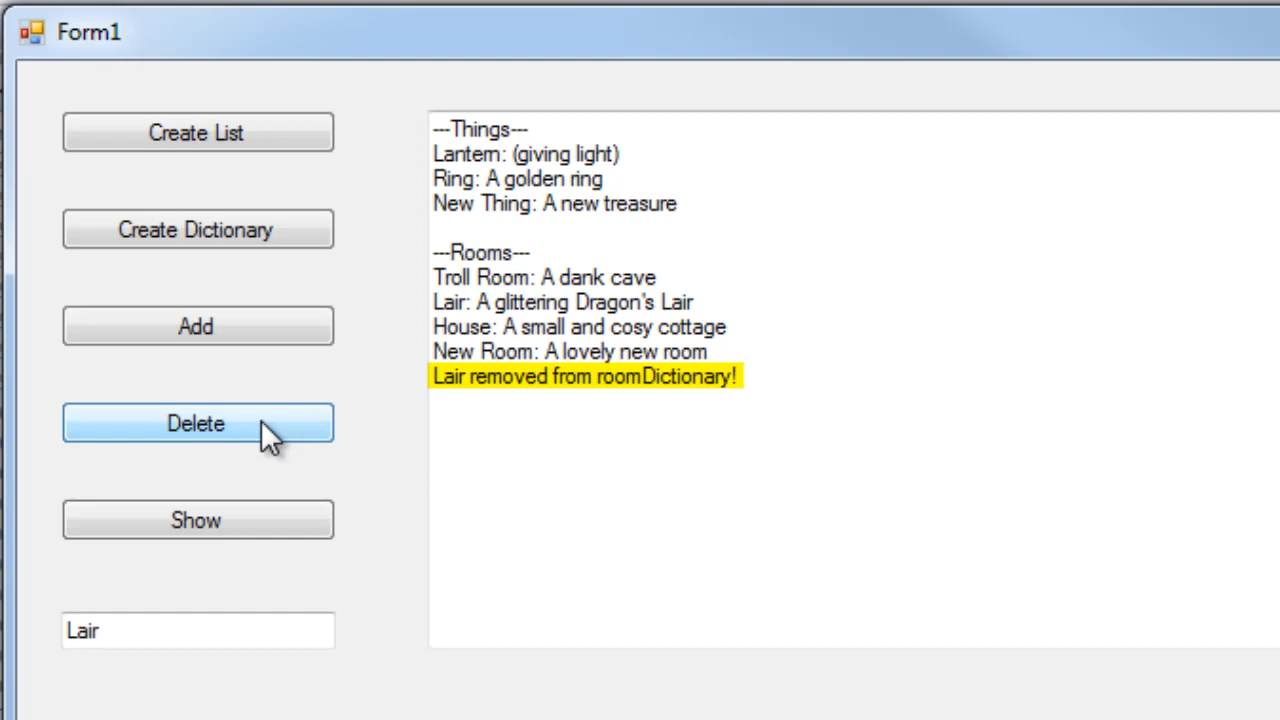 Form1
Create List
Create Dictionary
Add
Delete
Show
Lair
---Things---
Lantern: (giving light)
Ring: A golden ring
New Thing: A new treasure
---Rooms---
Troll Room: A dank cave
Lair: A glittering Dragon's Lair
House: A small and cosy cottage
New Room: A lovely new room
Lair removed from roomDictionary!